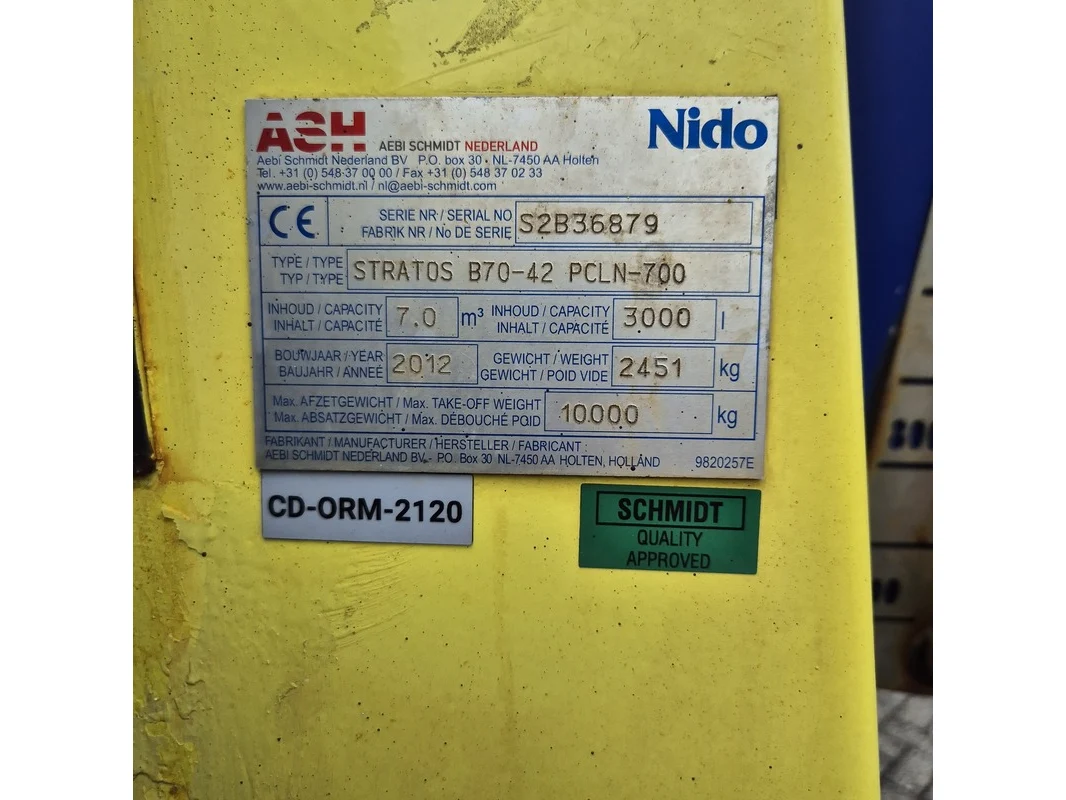 ASH AEBI SCHMIDT NEDERLAND
Nido
Aebi Schmidt Nederland BV P.O. box 30 · NL-7450 AA Holten
Tel. +31 (0) 548-37 00 00 / Fax +31 (0) 548 37 02 33
www.aebi-schmidt.nl / nl@aebi-schmidt.com
CE
SERIE NR / SERIAL NO
FABRIK NR / No DE SERIE
S2B36879
TYPE / TYPE
TYP / TYPE
STRATOS B70-42 PCLN-700
INHOUD / CAPACITY
INHALT / CAPACITÉ
7.0 m³
INHOUD / CAPACITY
INHALT / CAPACITÉ
3000 l
BOUWJAAR / YEAR
BAUJAHR / ANNEÉ
2012
GEWICHT / WEIGHT
GEWICHT / POID VIDE
2451 kg
Max. AFZETGEWICHT / Max. TAKE-OFF WEIGHT
Max. ABSATZGEWICHT / Max. DÉBOUCHÉ POID
10000 kg
FABRIKANT / MANUFACTURER / HERSTELLER / FABRICANT :
AEBI SCHMIDT NEDERLAND BV - P.O. Box 30 NL-7450 AA HOLTEN, HOLLAND 9820257E
CD-ORM-2120
SCHMIDT
QUALITY
APPROVED